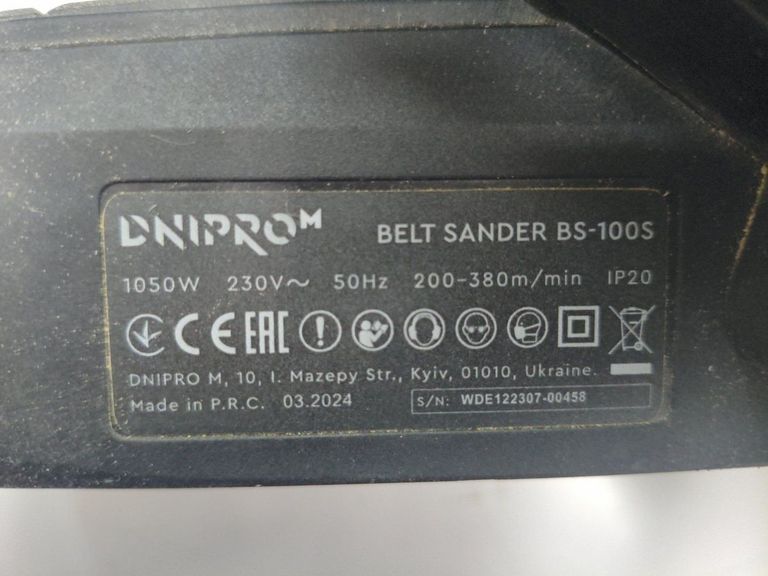 DNIPRO M
BELT SANDER BS-100S
1050W 230V~ 50Hz 200-380m/min IP20
CE EAC
DNIPRO M, 10, I. Mazepy Str., Kyiv, 01010, Ukraine.
Made in P.R.C. 03.2024
S/N: WDE122307-00458